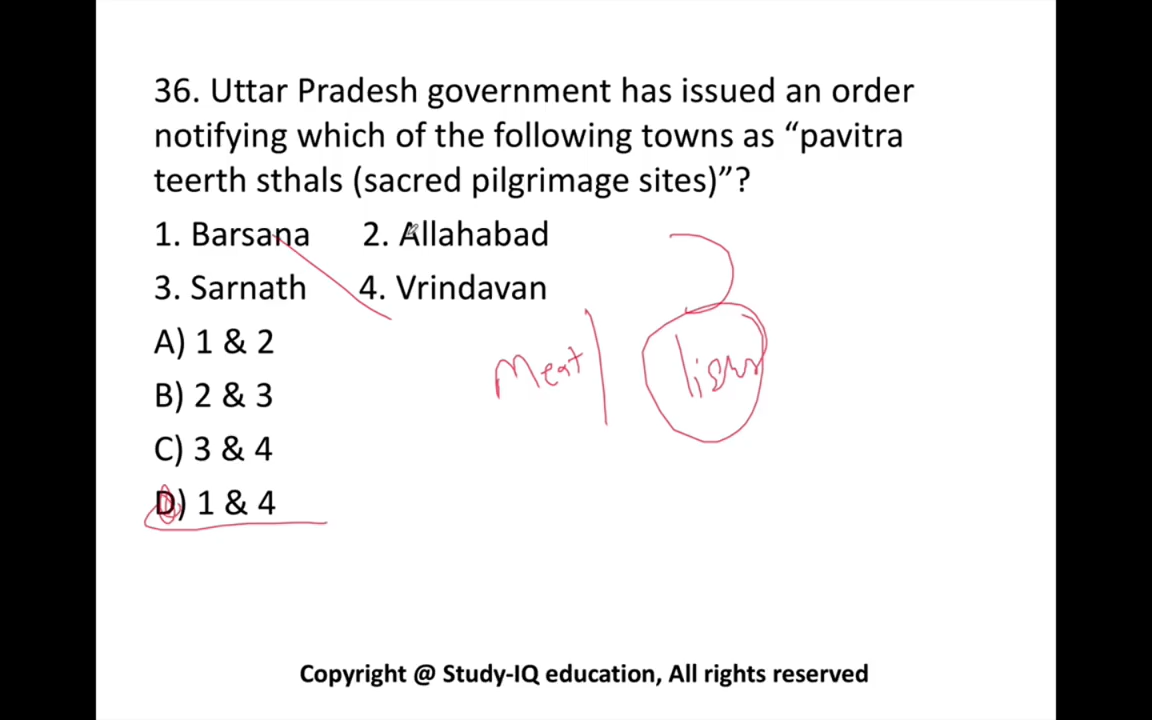 36. Uttar Pradesh government has issued an order
notifying which of the following towns as “pavitra
teerth sthals (sacred pilgrimage sites)”?
1. Barsana 2. Allahabad
3. Sarnath 4. Vrindavan
A) 1 & 2
Meat
B) 2 & 3
C) 3 & 4
D) 1 & 4
Copyright @ Study-IQ education, All rights reserved